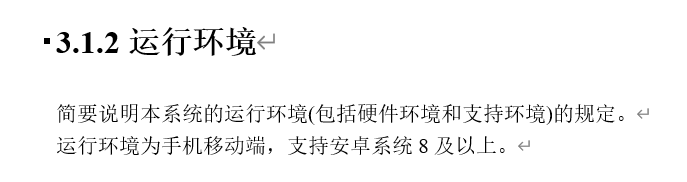 3.1.2 运行环境
简要说明本系统的运行环境(包括硬件环境和支持环境)的规定。
运行环境为手机移动端，支持安卓系统 8 及以上。